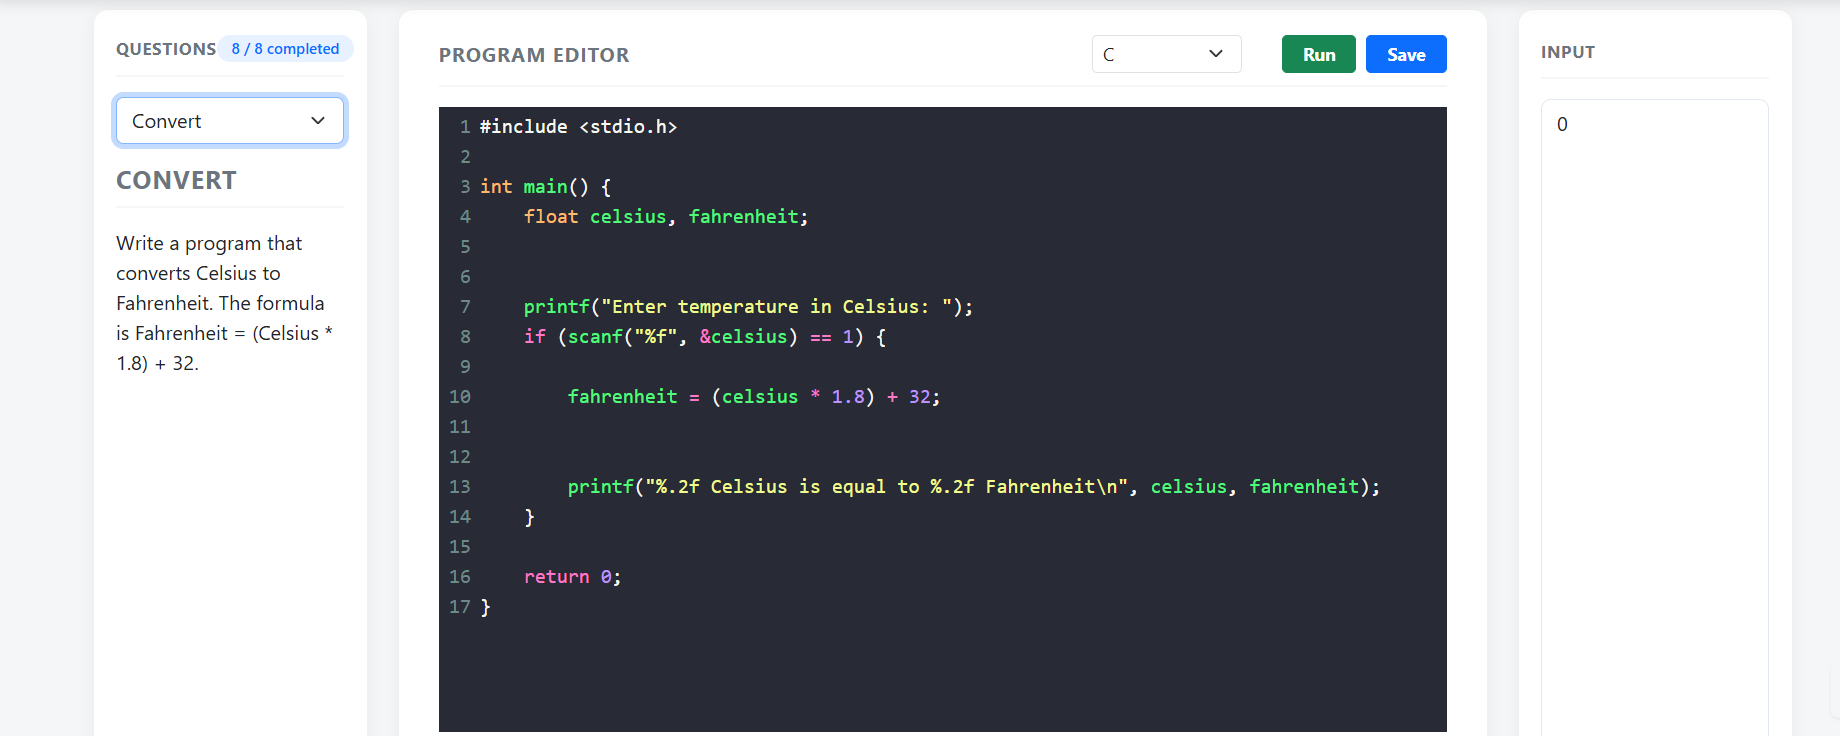 QUESTIONS 8 / 8 completed
Convert
CONVERT
Write a program that
converts Celsius to
Fahrenheit. The formula
is Fahrenheit = (Celsius *
1.8) + 32.
PROGRAM EDITOR
C
Run
Save
1 #include <stdio.h>
2
3 int main() {
4     float celsius, fahrenheit;
5
6
7     printf("Enter temperature in Celsius: ");
8     if (scanf("%f", &celsius) == 1) {
9
10         fahrenheit = (celsius * 1.8) + 32;
11
12
13         printf("%.2f Celsius is equal to %.2f Fahrenheit\n", celsius, fahrenheit);
14     }
15
16     return 0;
17 }
INPUT
0